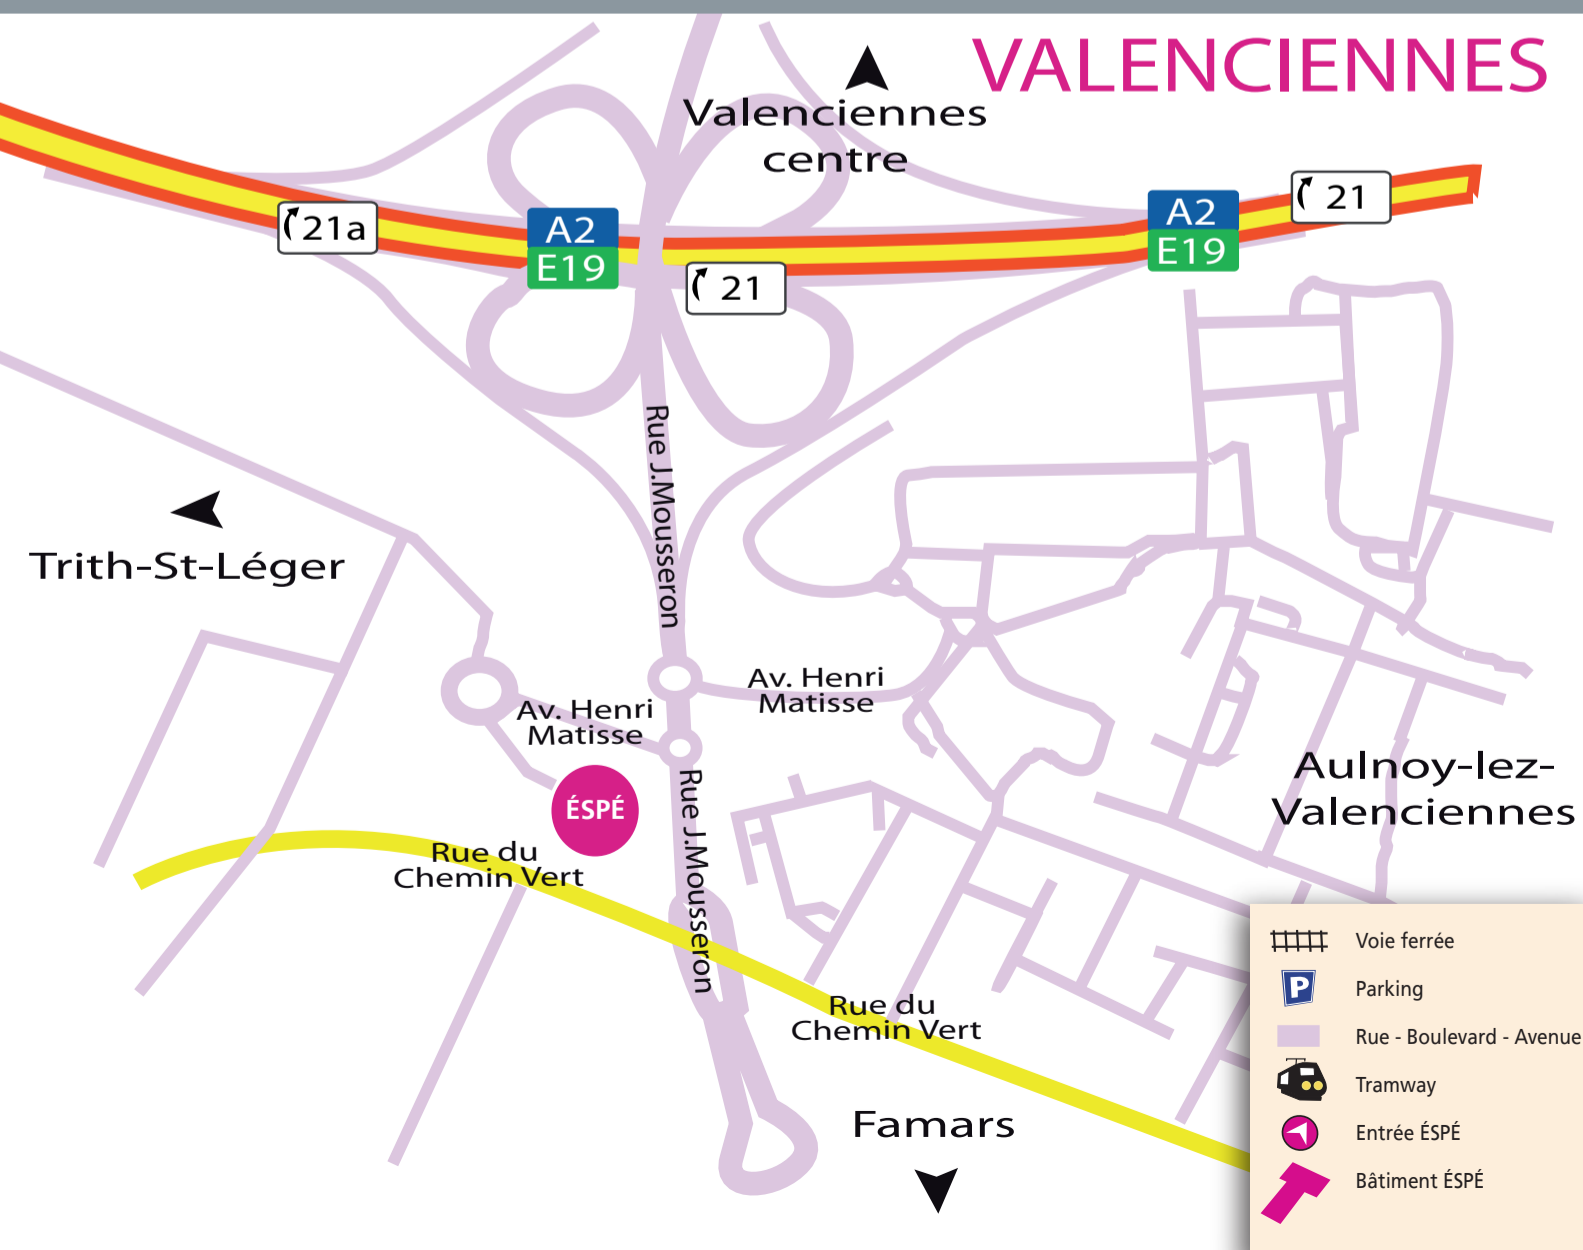 VALENCIENNES
Valenciennes
centre
21
A2
E19
21a
A2
E19
21
Rue J.Mousseron
Trith-St-Léger
Av. Henri
Matisse
Av. Henri
Matisse
ÉSPÉ
Rue J.Mousseron
Aulnoy-lez-
Valenciennes
Rue du
Chemin Vert
Rue du
Chemin Vert
Famars
Voie ferrée
P
Parking
Rue - Boulevard - Avenue
Tramway
Entrée ÉSPÉ
Bâtiment ÉSPÉ